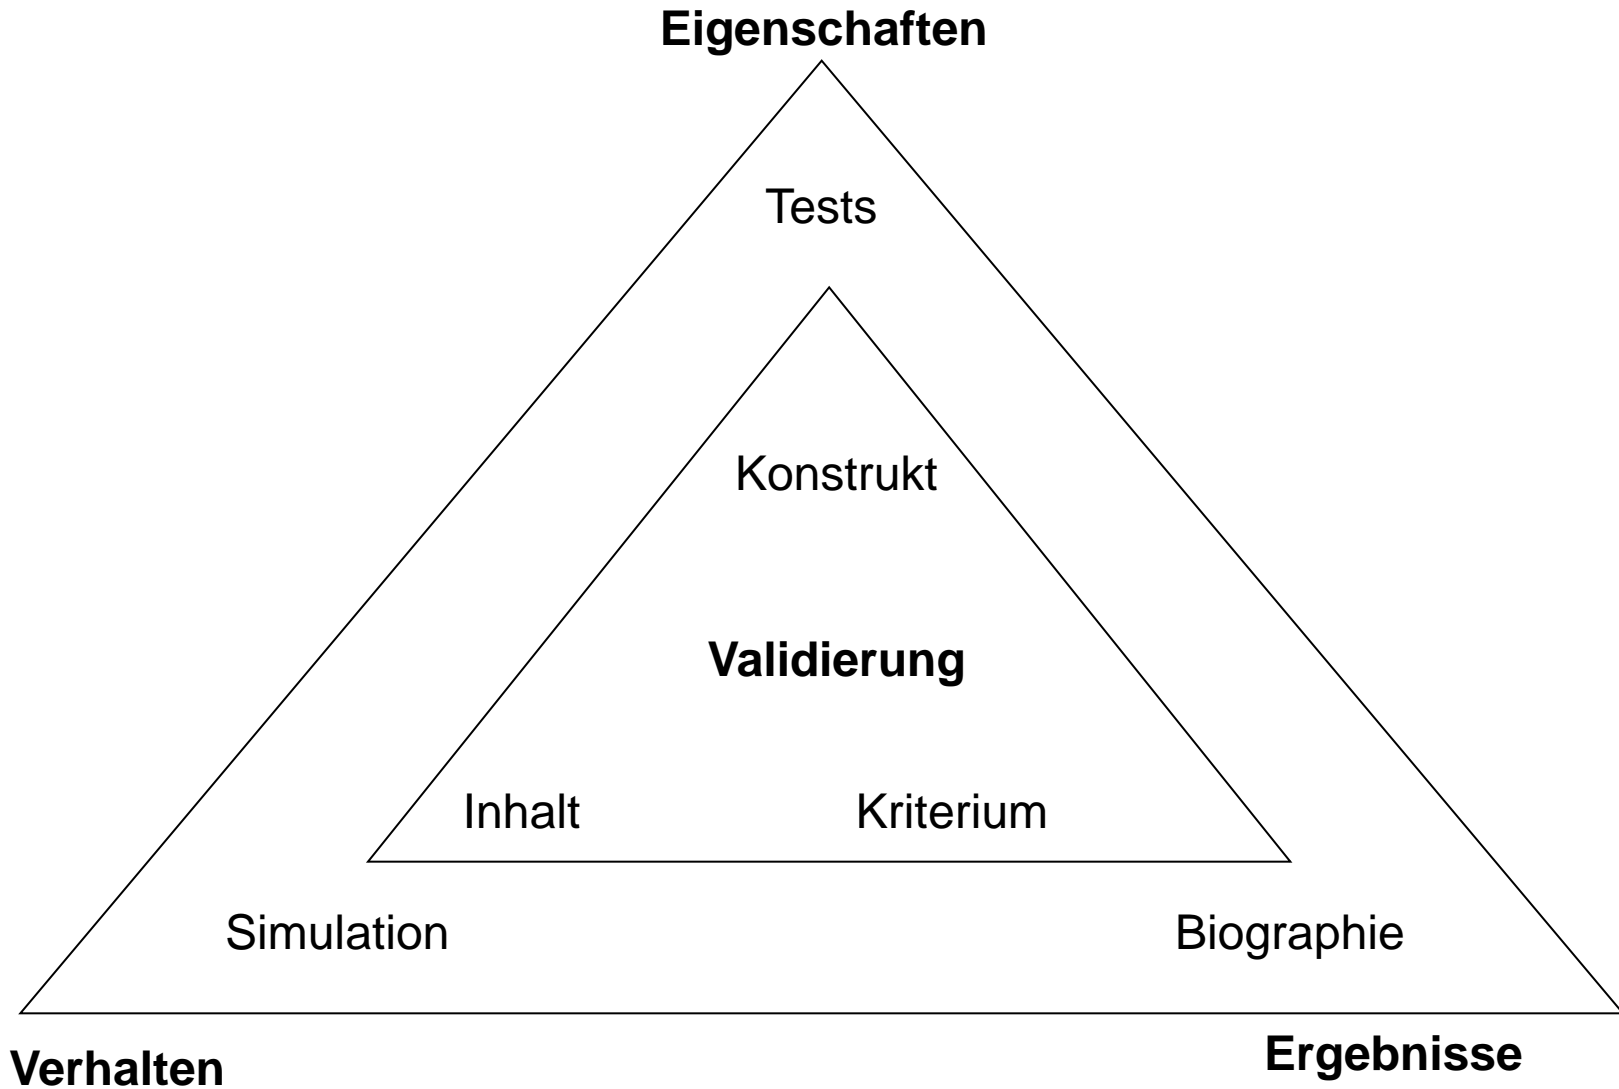 Eigenschaften
Tests
Konstrukt
Validierung
Inhalt
Kriterium
Simulation
Biographie
Verhalten
Ergebnisse